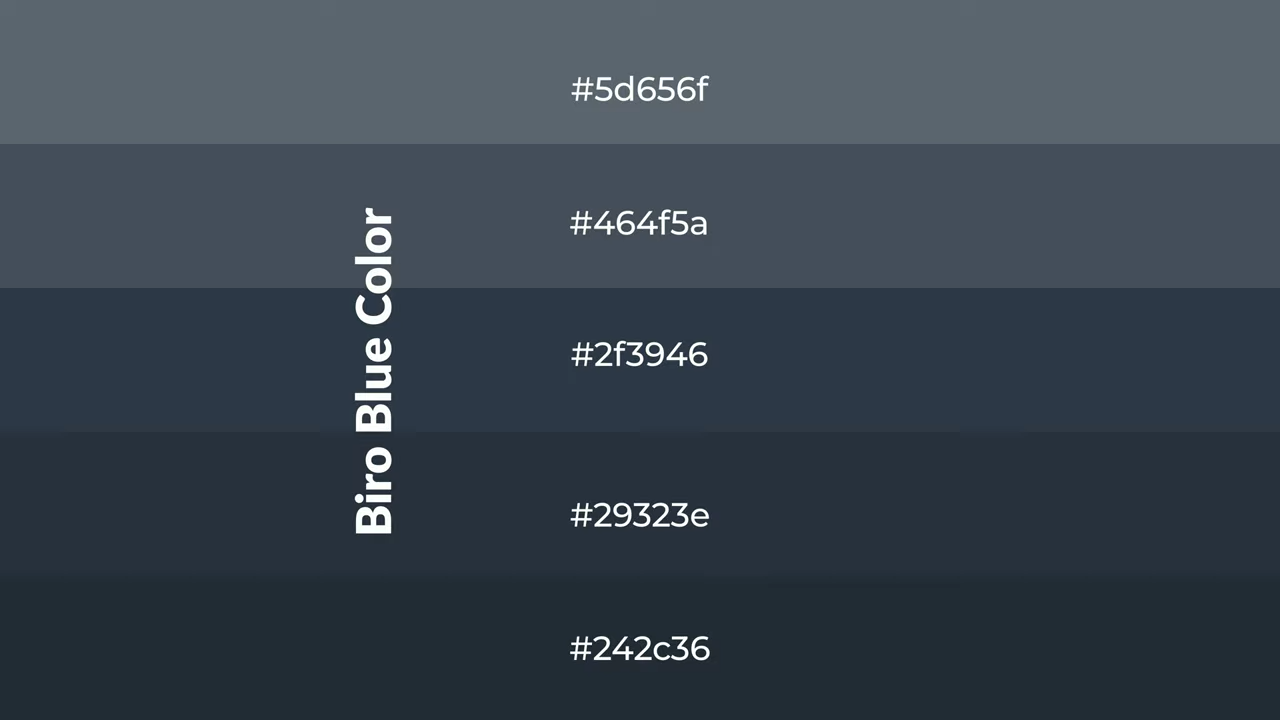 #5d656f
#464f5a
Biro Blue Color
#2f3946
#29323e
#242c36